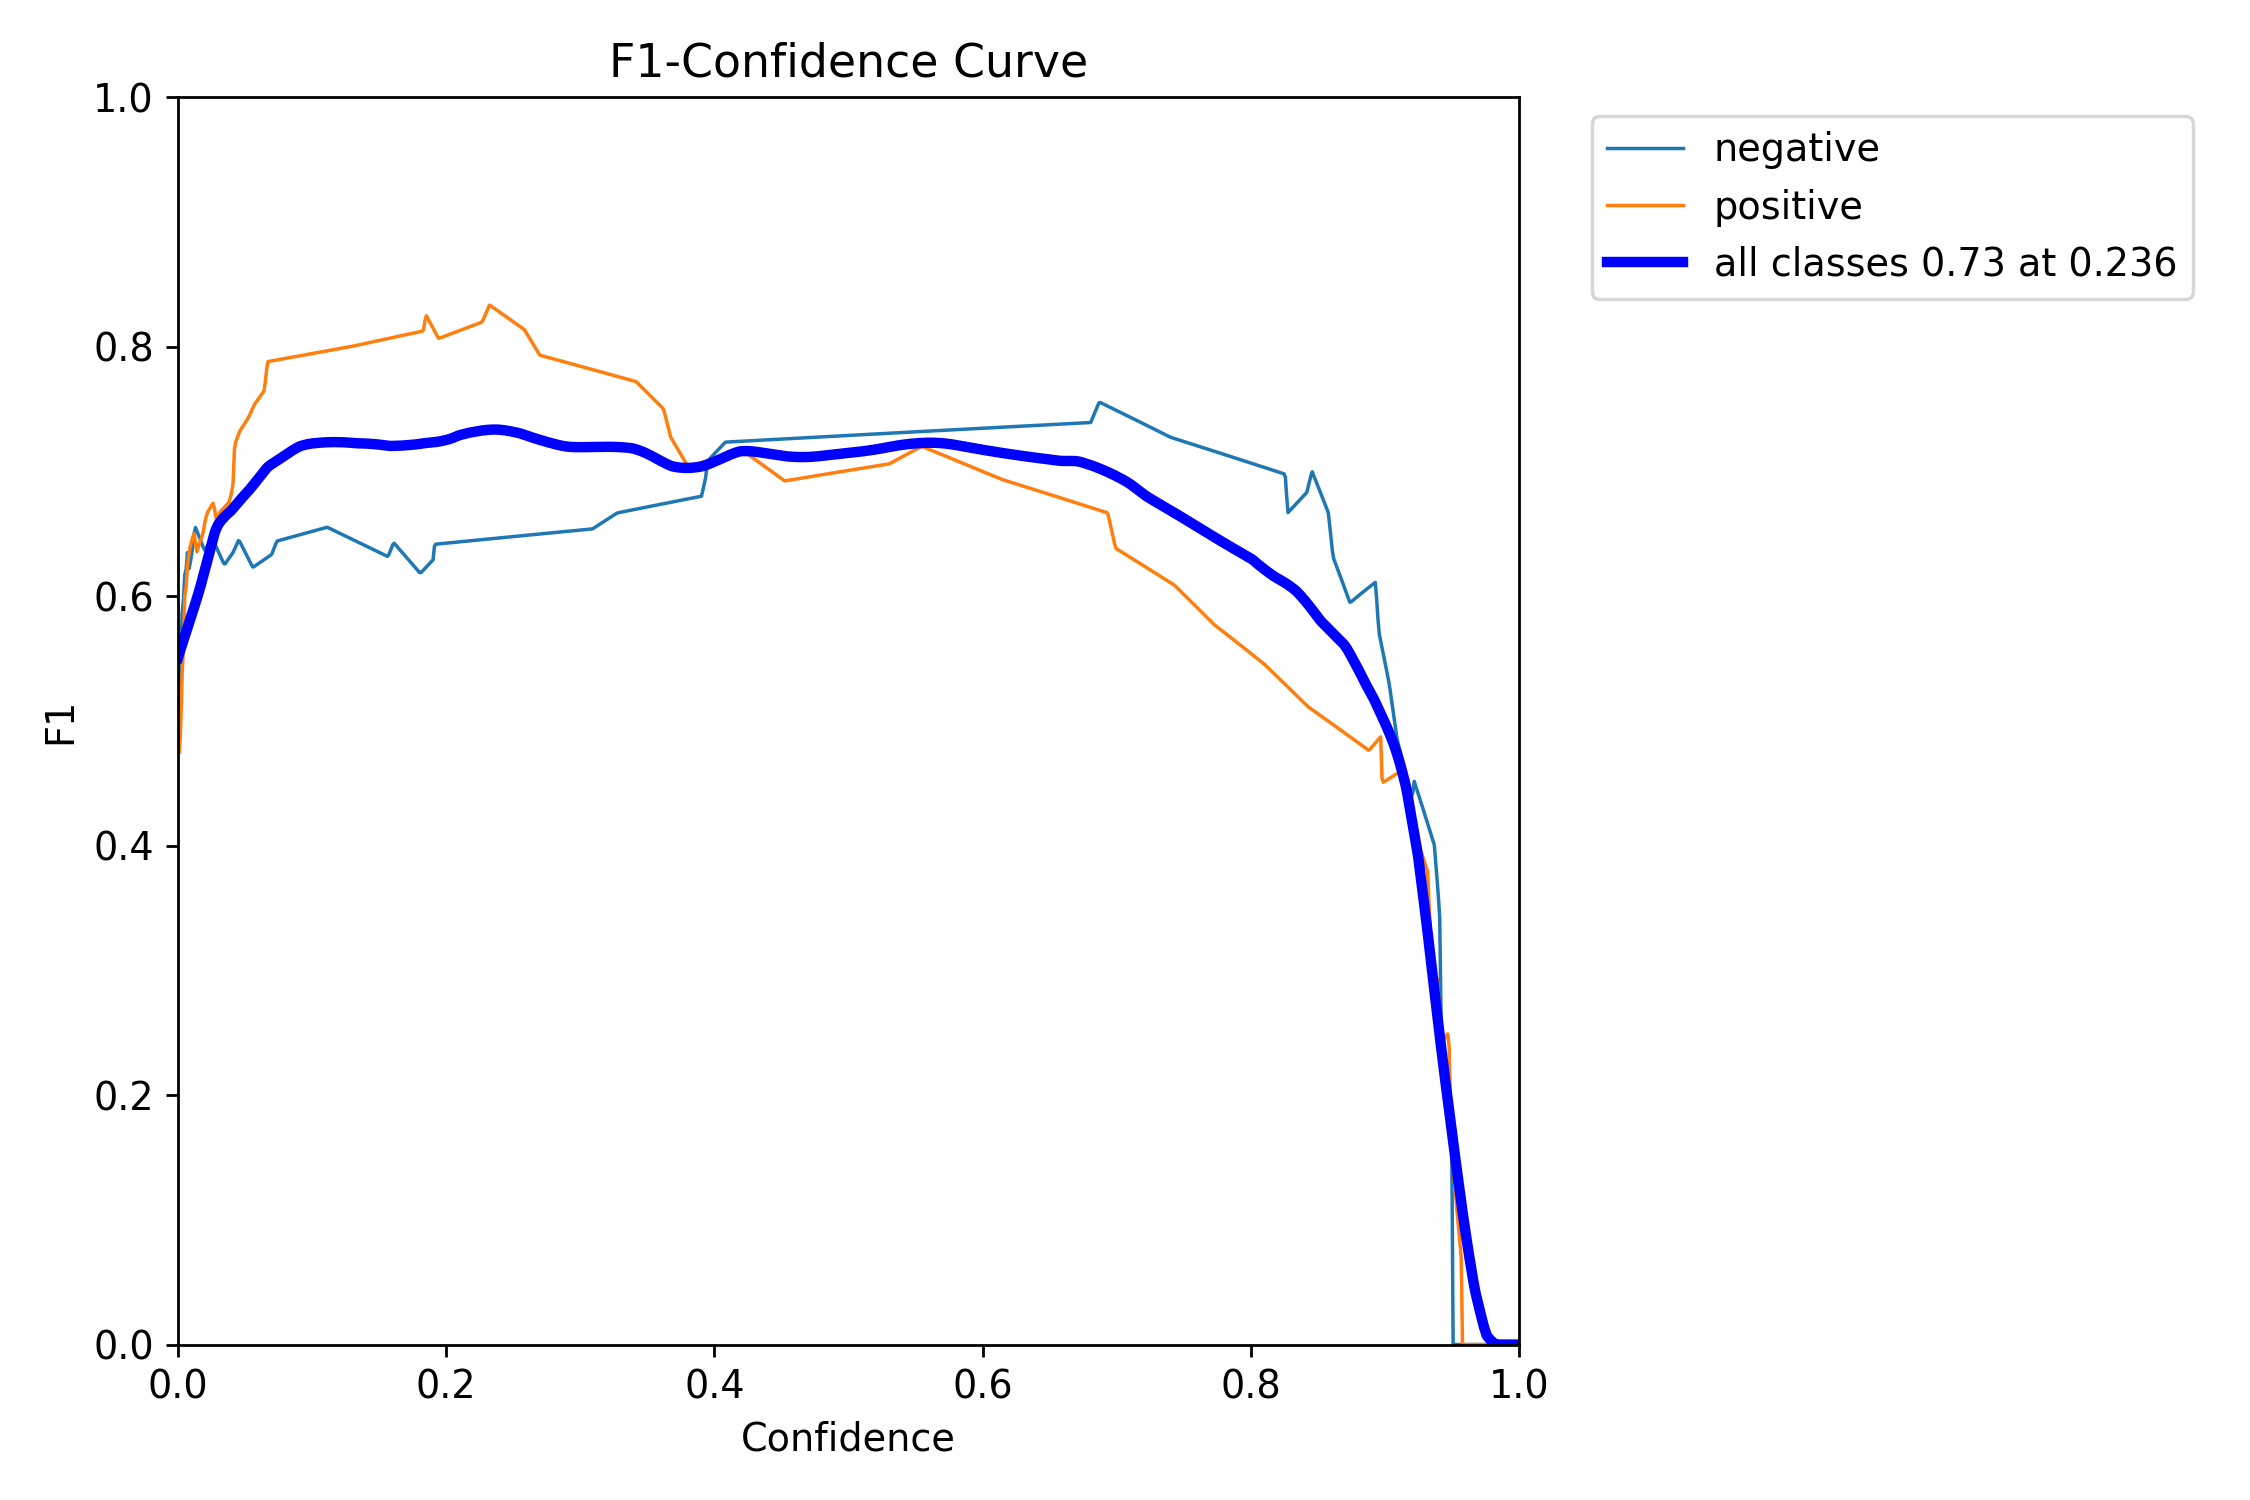 F1-Confidence Curve
1.0
0.8
0.6
0.4
0.2
0.0
F1
0.0 0.2 0.4 0.6 0.8 1.0
Confidence
negative
positive
all classes 0.73 at 0.236